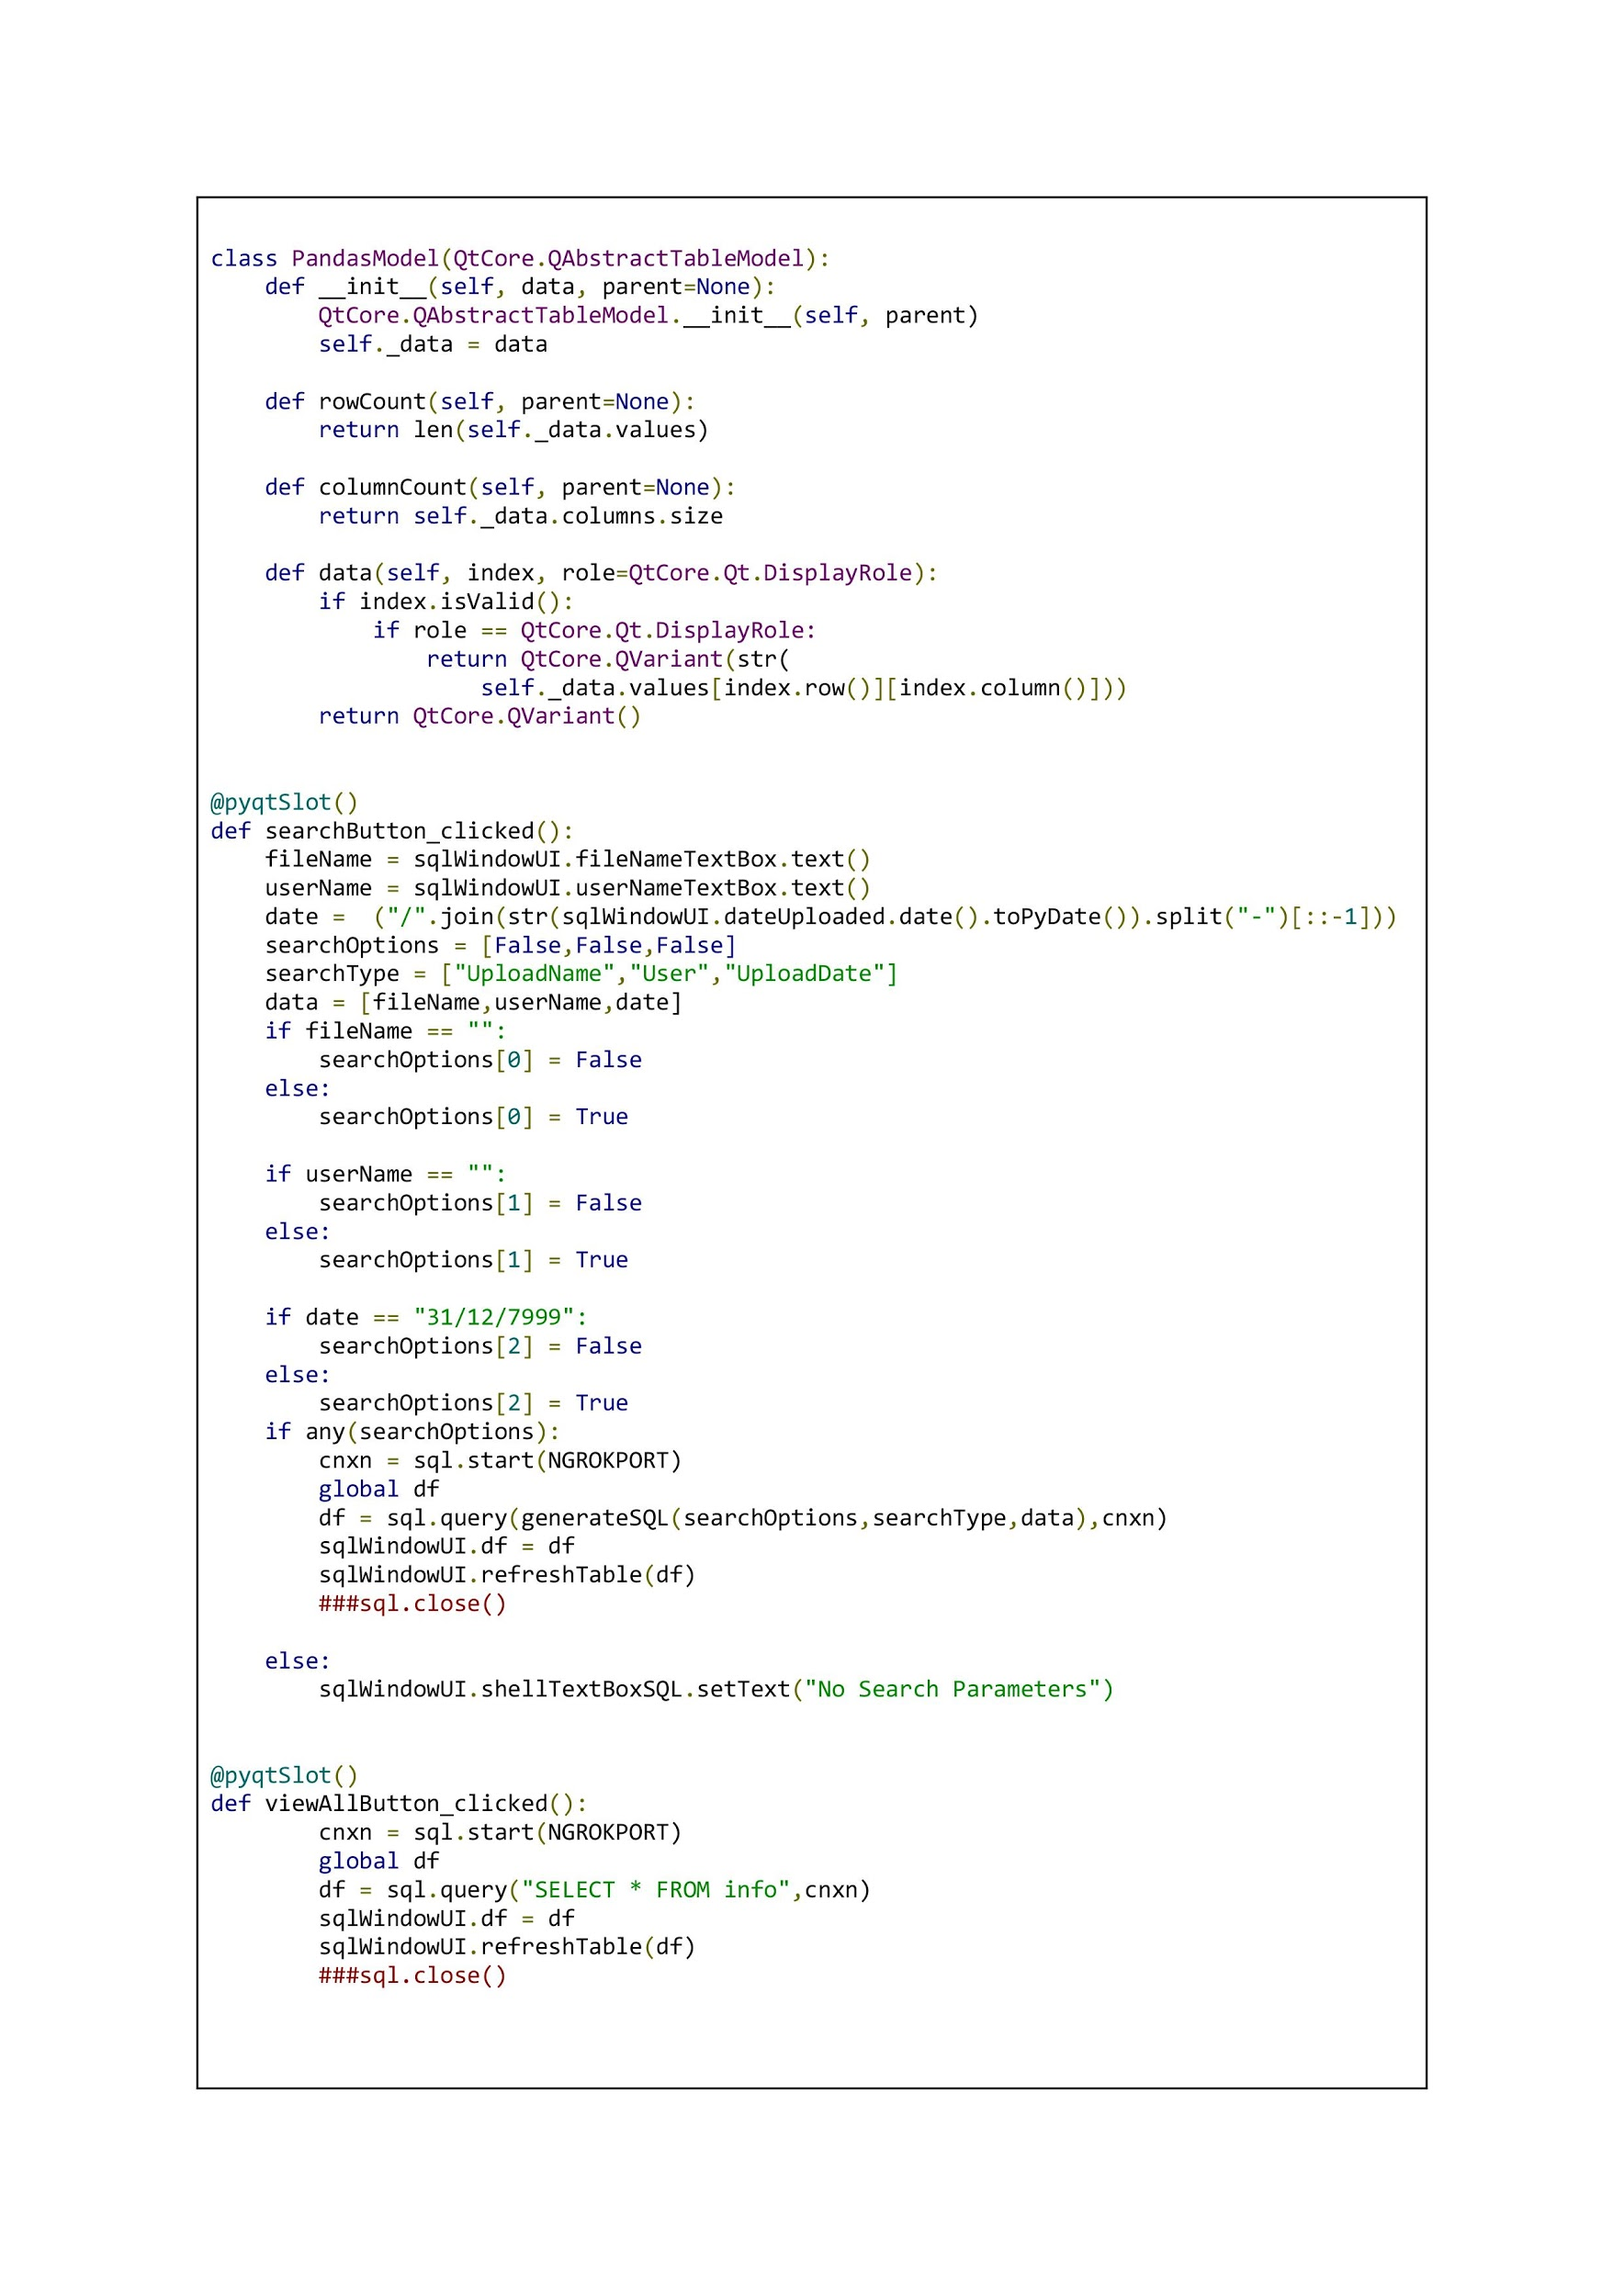 class PandasModel(QtCore.QAbstractTableModel):
    def __init__(self, data, parent=None):
        QtCore.QAbstractTableModel.__init__(self, parent)
        self._data = data

    def rowCount(self, parent=None):
        return len(self._data.values)

    def columnCount(self, parent=None):
        return self._data.columns.size

    def data(self, index, role=QtCore.Qt.DisplayRole):
        if index.isValid():
            if role == QtCore.Qt.DisplayRole:
                return QtCore.QVariant(str(
                    self._data.values[index.row()][index.column()]))
        return QtCore.QVariant()


@pyqtSlot()
def searchButton_clicked():
    fileName = sqlWindowUI.fileNameTextBox.text()
    userName = sqlWindowUI.userNameTextBox.text()
    date =  ("/".join(str(sqlWindowUI.dateUploaded.date().toPyDate()).split("-")[::-1]))
    searchOptions = [False,False,False]
    searchType = ["UploadName","User","UploadDate"]
    data = [fileName,userName,date]
    if fileName == "":
        searchOptions[0] = False
    else:
        searchOptions[0] = True

    if userName == "":
        searchOptions[1] = False
    else:
        searchOptions[1] = True

    if date == "31/12/7999":
        searchOptions[2] = False
    else:
        searchOptions[2] = True
    if any(searchOptions):
        cnxn = sql.start(NGROKPORT)
        global df
        df = sql.query(generateSQL(searchOptions,searchType,data),cnxn)
        sqlWindowUI.df = df
        sqlWindowUI.refreshTable(df)
        ###sql.close()

    else:
        sqlWindowUI.shellTextBoxSQL.setText("No Search Parameters")


@pyqtSlot()
def viewAllButton_clicked():
        cnxn = sql.start(NGROKPORT)
        global df
        df = sql.query("SELECT * FROM info",cnxn)
        sqlWindowUI.df = df
        sqlWindowUI.refreshTable(df)
        ###sql.close()